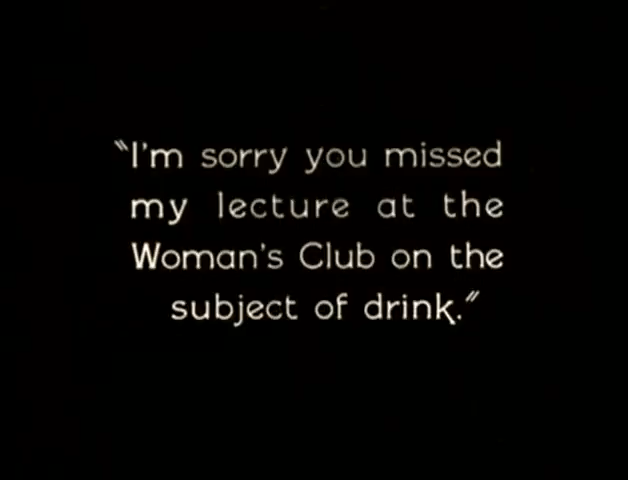 "I'm sorry you missed
my lecture at the
Woman's Club on the
subject of drink."